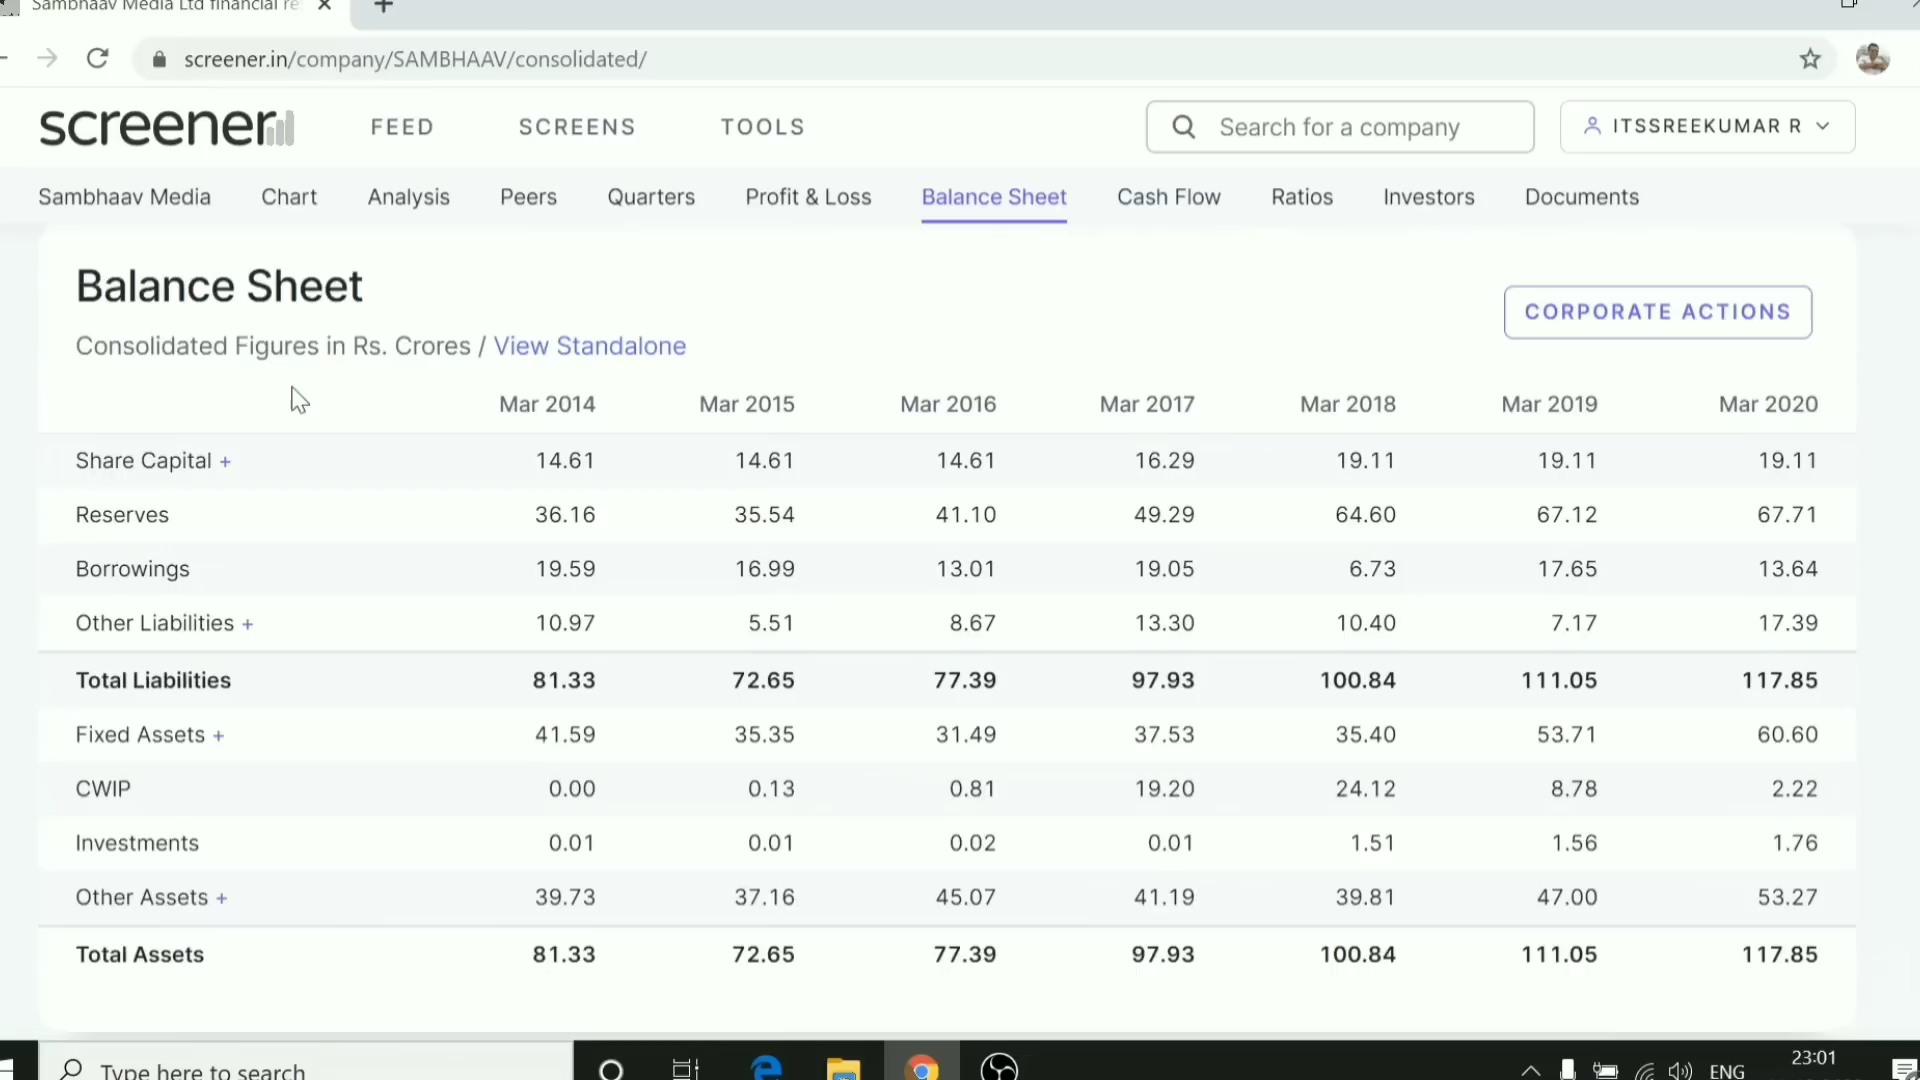 Sambhaav Media Ltd financial re
screener.in/company/SAMBHAAV/consolidated/
screener FEED SCREENS TOOLS Search for a company ITSSREEKUMAR R
Sambhaav Media Chart Analysis Peers Quarters Profit & Loss Balance Sheet Cash Flow Ratios Investors Documents
Balance Sheet
CORPORATE ACTIONS
Consolidated Figures in Rs. Crores / View Standalone
Mar 2014 Mar 2015 Mar 2016 Mar 2017 Mar 2018 Mar 2019 Mar 2020
Share Capital + 14.61 14.61 14.61 16.29 19.11 19.11 19.11
Reserves 36.16 35.54 41.10 49.29 64.60 67.12 67.71
Borrowings 19.59 16.99 13.01 19.05 6.73 17.65 13.64
Other Liabilities + 10.97 5.51 8.67 13.30 10.40 7.17 17.39
Total Liabilities 81.33 72.65 77.39 97.93 100.84 111.05 117.85
Fixed Assets + 41.59 35.35 31.49 37.53 35.40 53.71 60.60
CWIP 0.00 0.13 0.81 19.20 24.12 8.78 2.22
Investments 0.01 0.01 0.02 0.01 1.51 1.56 1.76
Other Assets + 39.73 37.16 45.07 41.19 39.81 47.00 53.27
Total Assets 81.33 72.65 77.39 97.93 100.84 111.05 117.85
Type here to search ENG 23:01